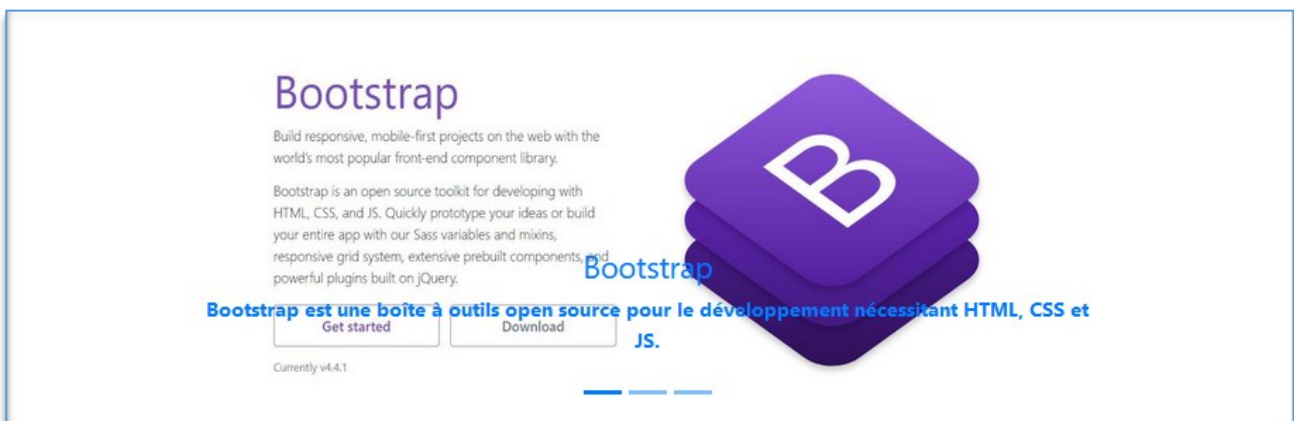 Bootstrap
Build responsive, mobile-first projects on the web with the
world's most popular front-end component library.
Bootstrap is an open source toolkit for developing with
HTML, CSS, and JS. Quickly prototype your ideas or build
your entire app with our Sass variables and mixins,
responsive grid system, extensive prebuilt components, and
powerful plugins built on jQuery.
Bootstrap
Bootstrap est une boîte à outils open source pour le développement nécessitant HTML, CSS et
JS.
Get started
Download
Currently v4.4.1
B